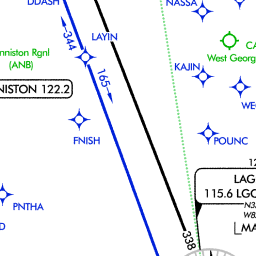 DDASH
NASSA
344
LAYIN
CA
West Georg
nniston Rgnl
(ANB)
KAJIN
165
NISTON 122.2
WE
FNISH
POUNC
12
LAG
115.6 LGC
N3
W8
PNTHA
D
338
MA